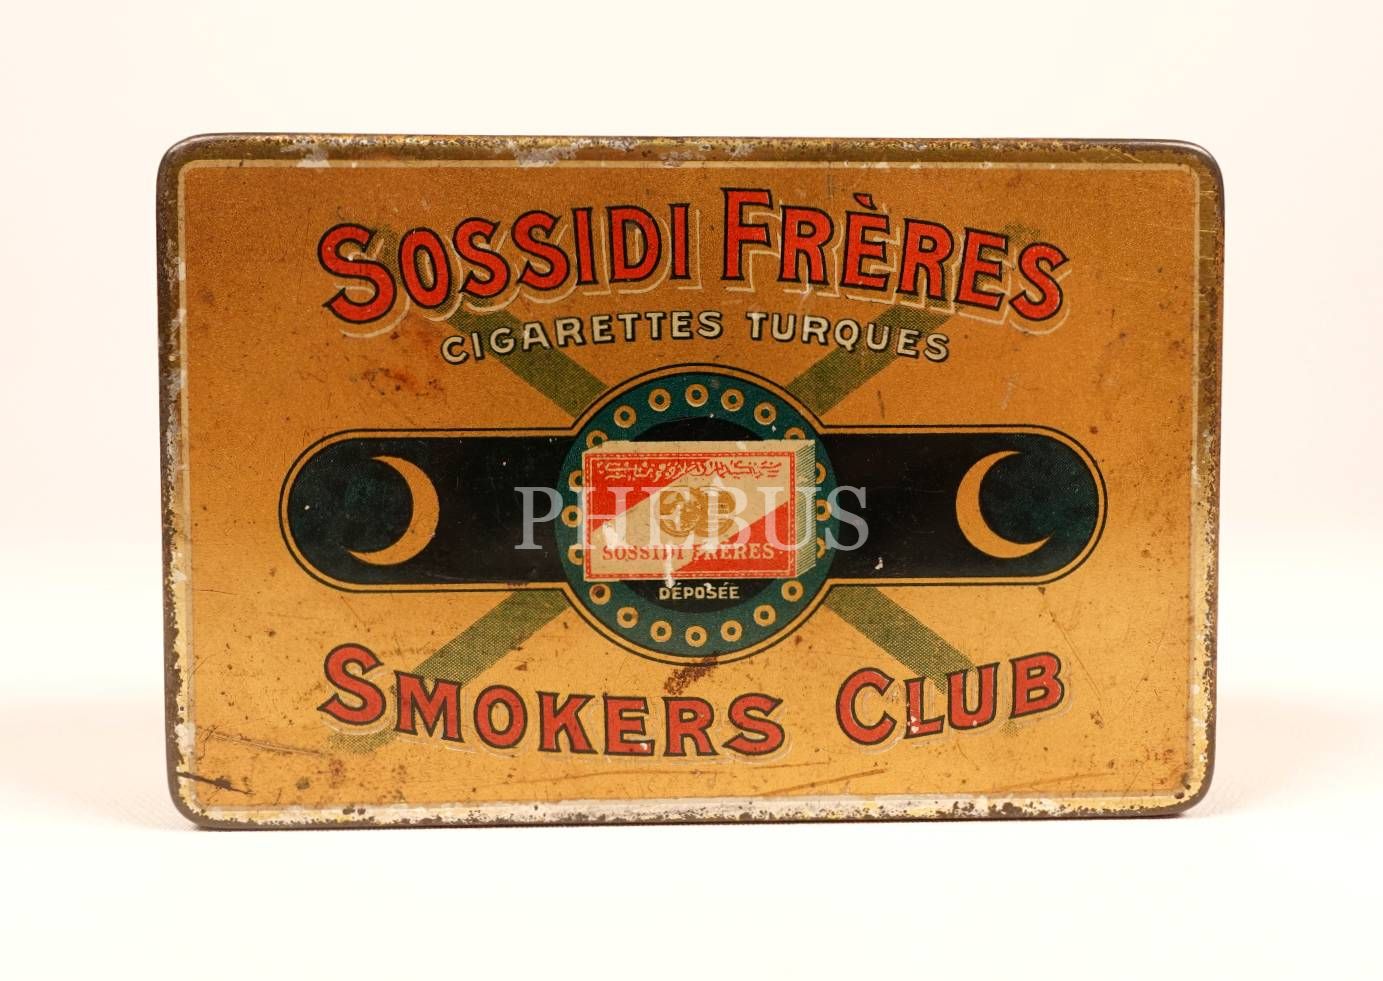 SOSSIDI FRÈRES
CIGARETTES TURQUES
PHEBUS
SOSSIDI FRÈRES
DÉPOSÉE
SMOKERS CLUB